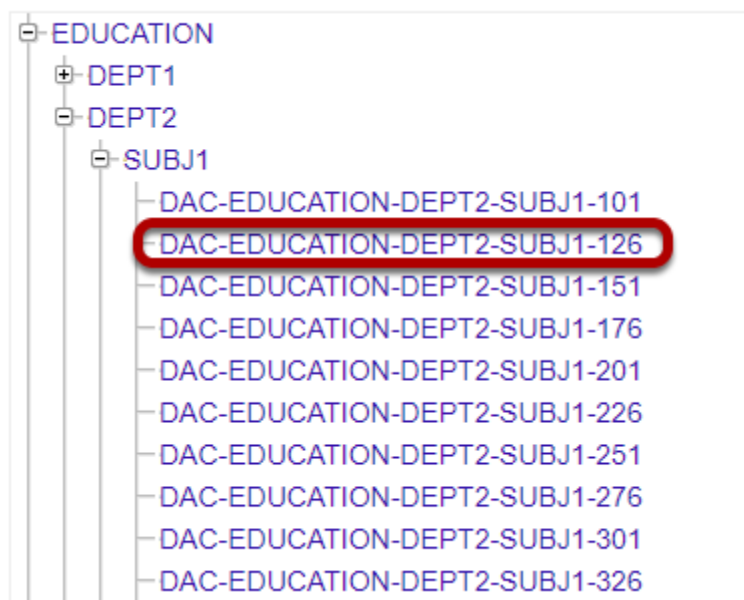 EDUCATION
DEPT1
DEPT2
SUBJ1
DAC-EDUCATION-DEPT2-SUBJ1-101
DAC-EDUCATION-DEPT2-SUBJ1-126
DAC-EDUCATION-DEPT2-SUBJ1-151
DAC-EDUCATION-DEPT2-SUBJ1-176
DAC-EDUCATION-DEPT2-SUBJ1-201
DAC-EDUCATION-DEPT2-SUBJ1-226
DAC-EDUCATION-DEPT2-SUBJ1-251
DAC-EDUCATION-DEPT2-SUBJ1-276
DAC-EDUCATION-DEPT2-SUBJ1-301
DAC-EDUCATION-DEPT2-SUBJ1-326